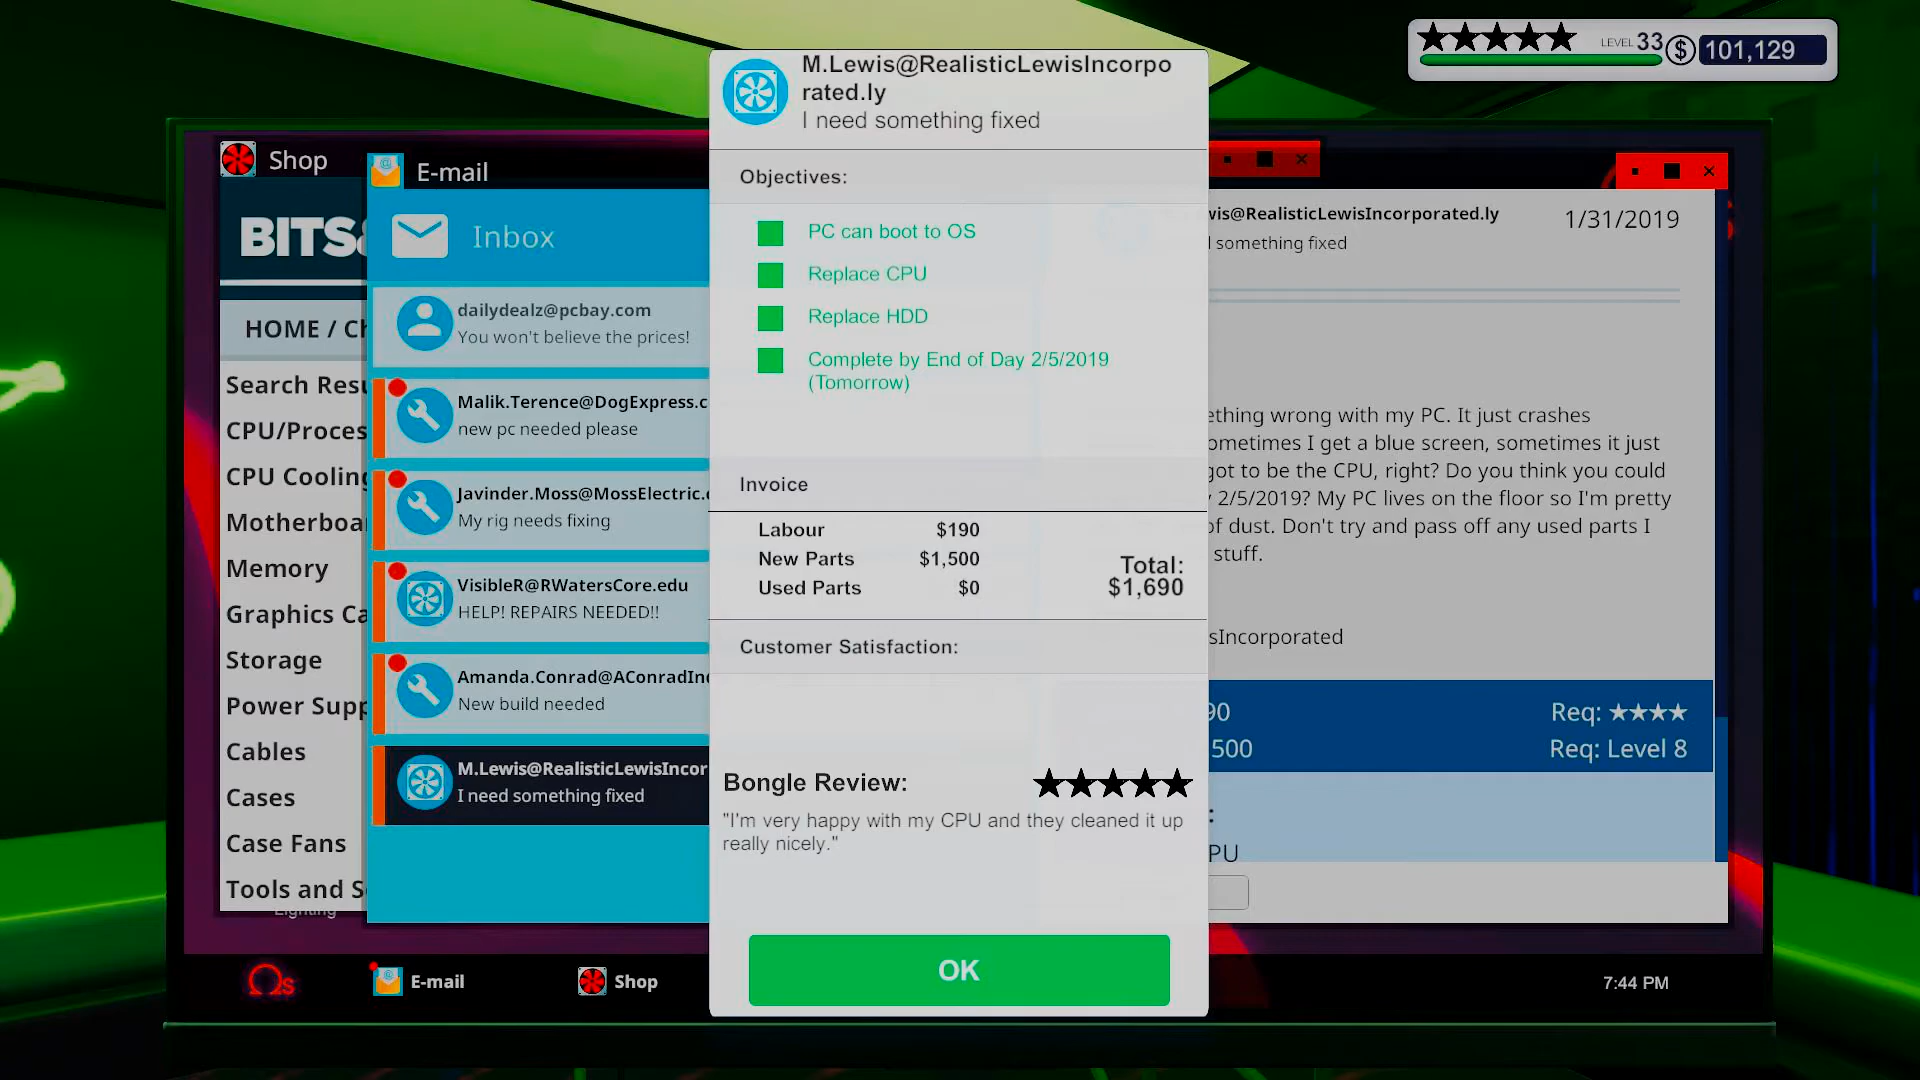 LEVEL 33
$ 101,129
M.Lewis@RealisticLewisIncorpo
rated.ly
I need something fixed
Objectives:
PC can boot to OS
Replace CPU
Replace HDD
Complete by End of Day 2/5/2019
(Tomorrow)
Invoice
Labour $190
New Parts $1,500
Used Parts $0
Total:
$1,690
Customer Satisfaction:
Bongle Review: ★★★★★
"I'm very happy with my CPU and they cleaned it up
really nicely."
OK
Shop
BITS
HOME /
Search
CPU/Proces
CPU Cooling
Motherboa
Memory
Graphics Ca
Storage
Power Supp
Cables
Cases
Case Fans
Tools and S
Lighting
E-mail
Inbox
dailydealz@pcbay.com
You won't believe the prices!
Malik.Terence@DogExpress.c
new pc needed please
Javinder.Moss@MossElectric.
My rig needs fixing
VisibleR@RWatersCore.edu
HELP! REPAIRS NEEDED!!
Amanda.Conrad@AConradInd
New build needed
M.Lewis@RealisticLewisIncor
I need something fixed
wis@RealisticLewisIncorporated.ly 1/31/2019
something fixed
ething wrong with my PC. It just crashes
ometimes I get a blue screen, sometimes it just
got to be the CPU, right? Do you think you could
2/5/2019? My PC lives on the floor so I'm pretty
of dust. Don't try and pass off any used parts I
stuff.
sIncorporated
90 Req: ★★★★
500 Req: Level 8
:
PU
Ωs
E-mail
Shop
7:44 PM